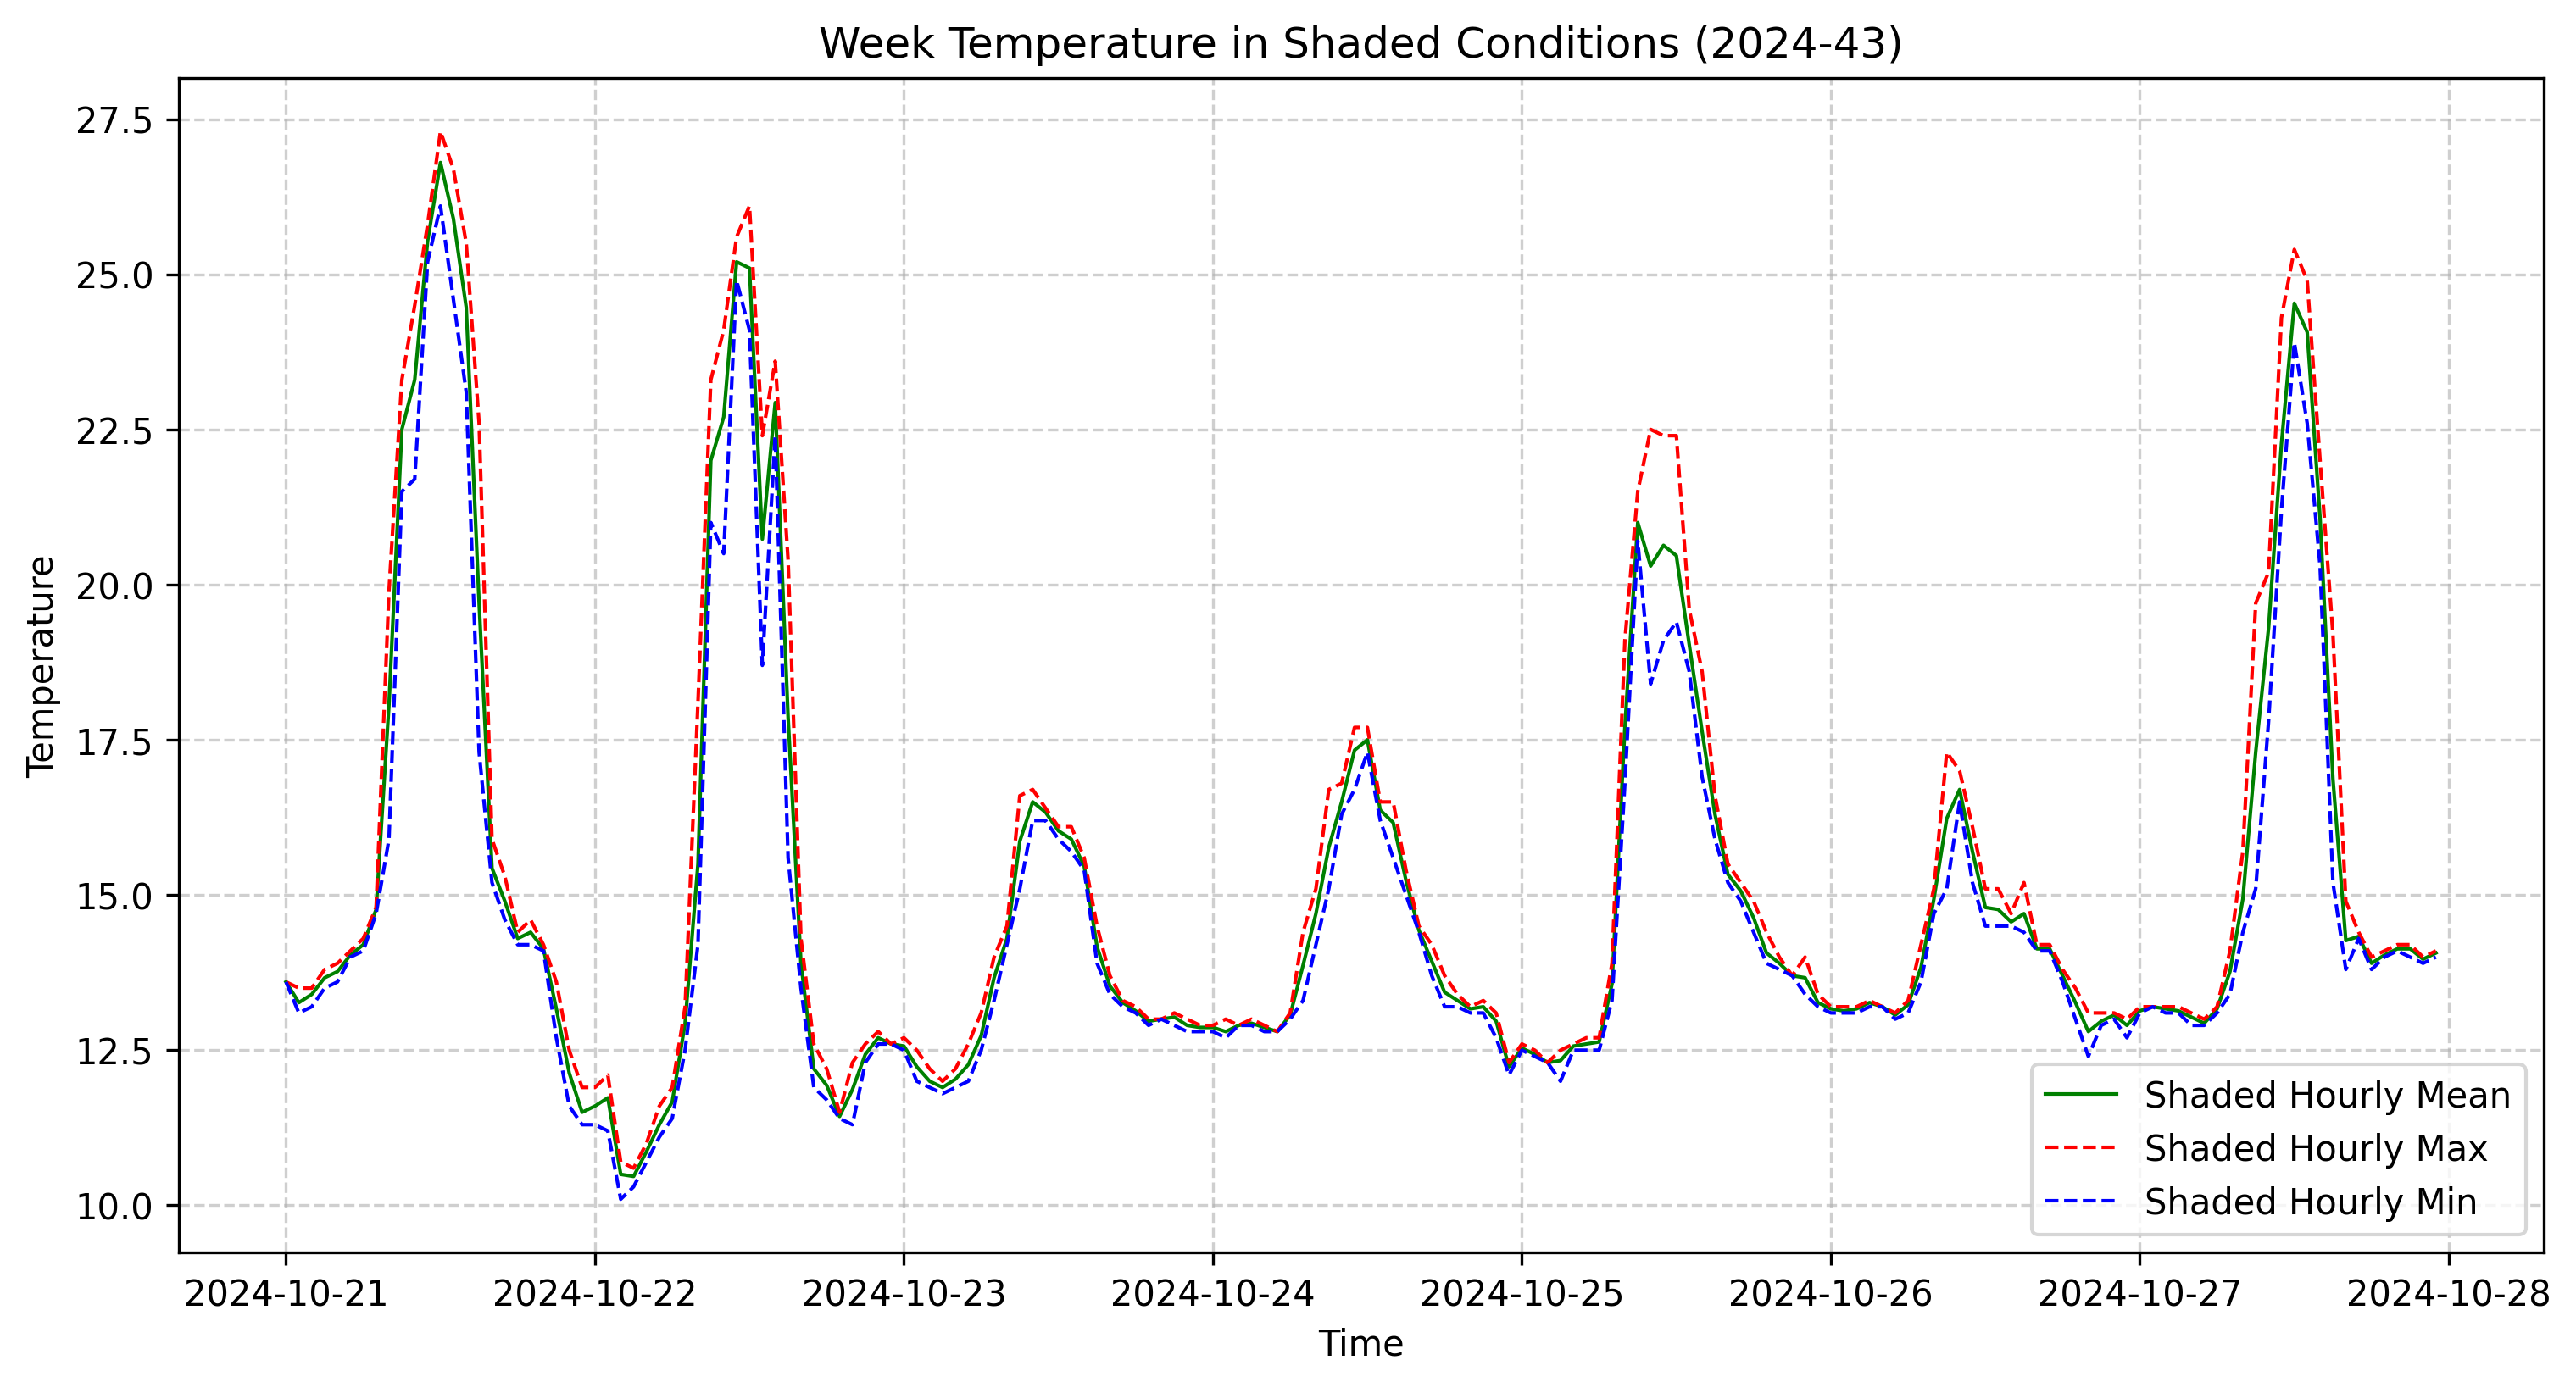 Week Temperature in Shaded Conditions (2024-43)
27.5
25.0
22.5
20.0
17.5
15.0
12.5
10.0
Temperature
Shaded Hourly Mean
Shaded Hourly Max
Shaded Hourly Min
2024-10-21 2024-10-22 2024-10-23 2024-10-24 2024-10-25 2024-10-26 2024-10-27 2024-10-28
Time